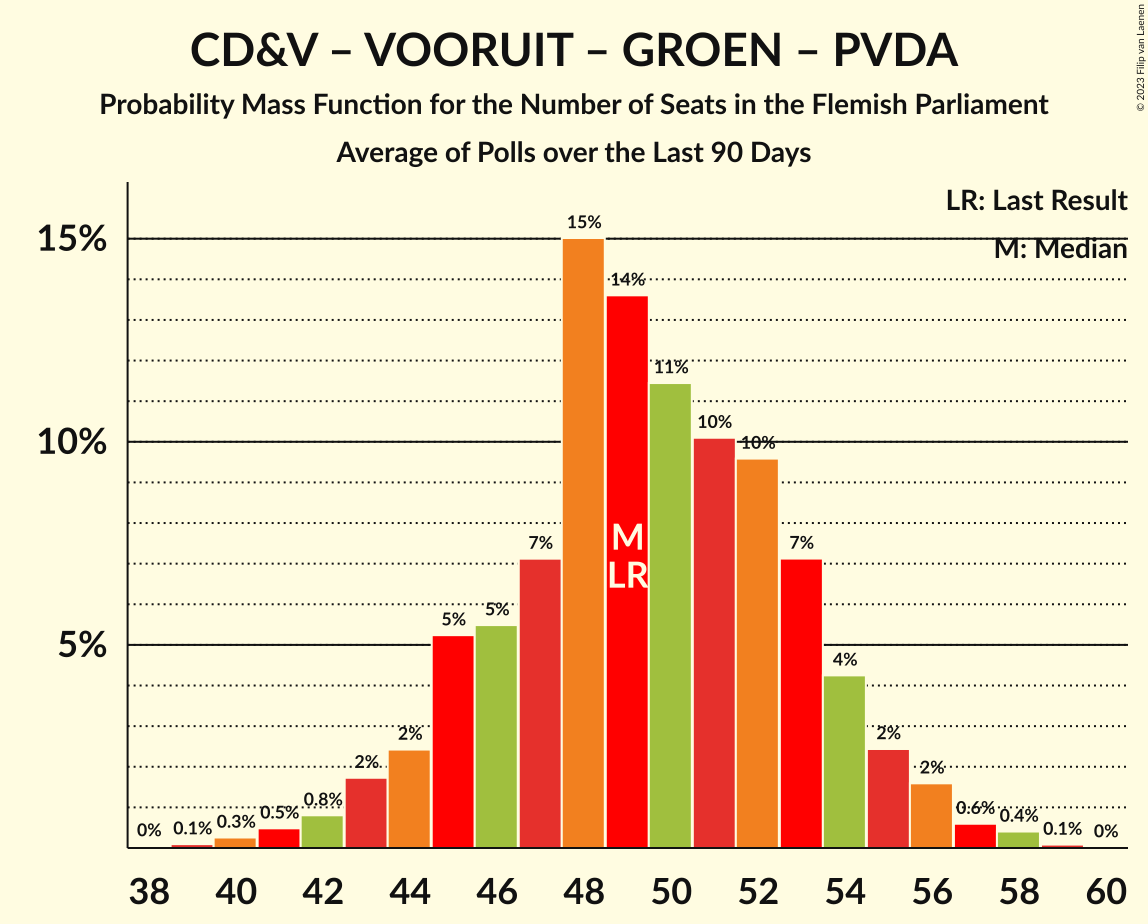 CD&V – VOORUIT – GROEN – PVDA
Probability Mass Function for the Number of Seats in the Flemish Parliament
Average of Polls over the Last 90 Days
© 2023 Filip van Laenen
LR: Last Result
M: Median
15%
10%
5%
0%
0.1%
0.3%
0.5%
0.8%
2%
2%
5%
5%
7%
15%
14%
11%
10%
10%
7%
4%
2%
2%
0.6%
0.4%
0.1%
0%
M
LR
38 40 42 44 46 48 50 52 54 56 58 60